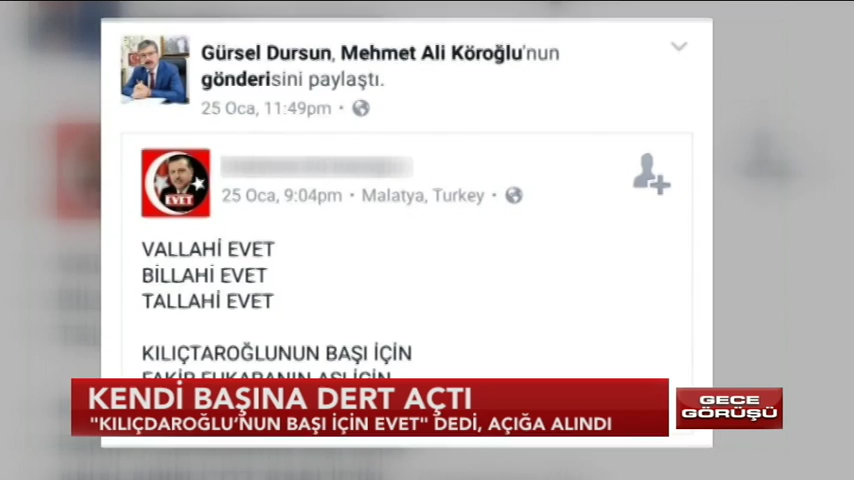 Gürsel Dursun, Mehmet Ali Köroğlu'nun
gönderisini paylaştı.
25 Oca, 11:49pm •
EVET
25 Oca, 9:04pm • Malatya, Turkey •
VALLAHİ EVET
BİLLAHİ EVET
TALLAHİ EVET
KILIÇTAROĞLUNUN BAŞI İÇİN
KENDİ BAŞINA DERT AÇTI
"KILIÇDAROĞLU'NUN BAŞI İÇİN EVET" DEDİ, AÇIĞA ALINDI
GECE
GÖRÜŞÜ